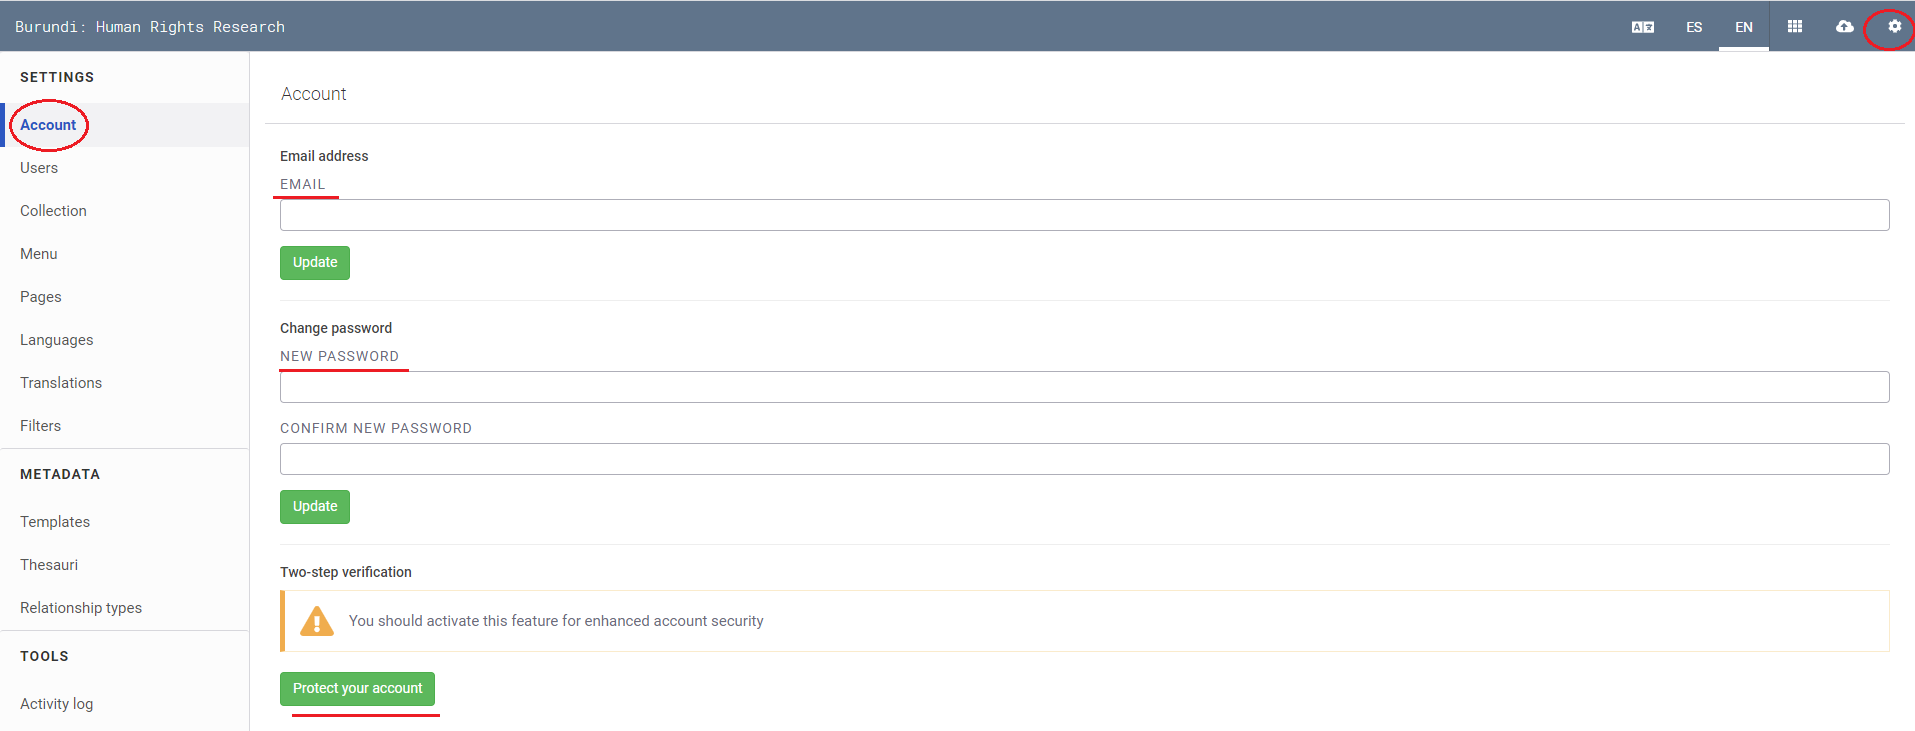 Burundi: Human Rights Research
ES
EN
SETTINGS
Account
Users
Collection
Menu
Pages
Languages
Translations
Filters
METADATA
Templates
Thesauri
Relationship types
TOOLS
Activity log
Account
Email address
EMAIL
Update
Change password
NEW PASSWORD
CONFIRM NEW PASSWORD
Update
Two-step verification
You should activate this feature for enhanced account security
Protect your account